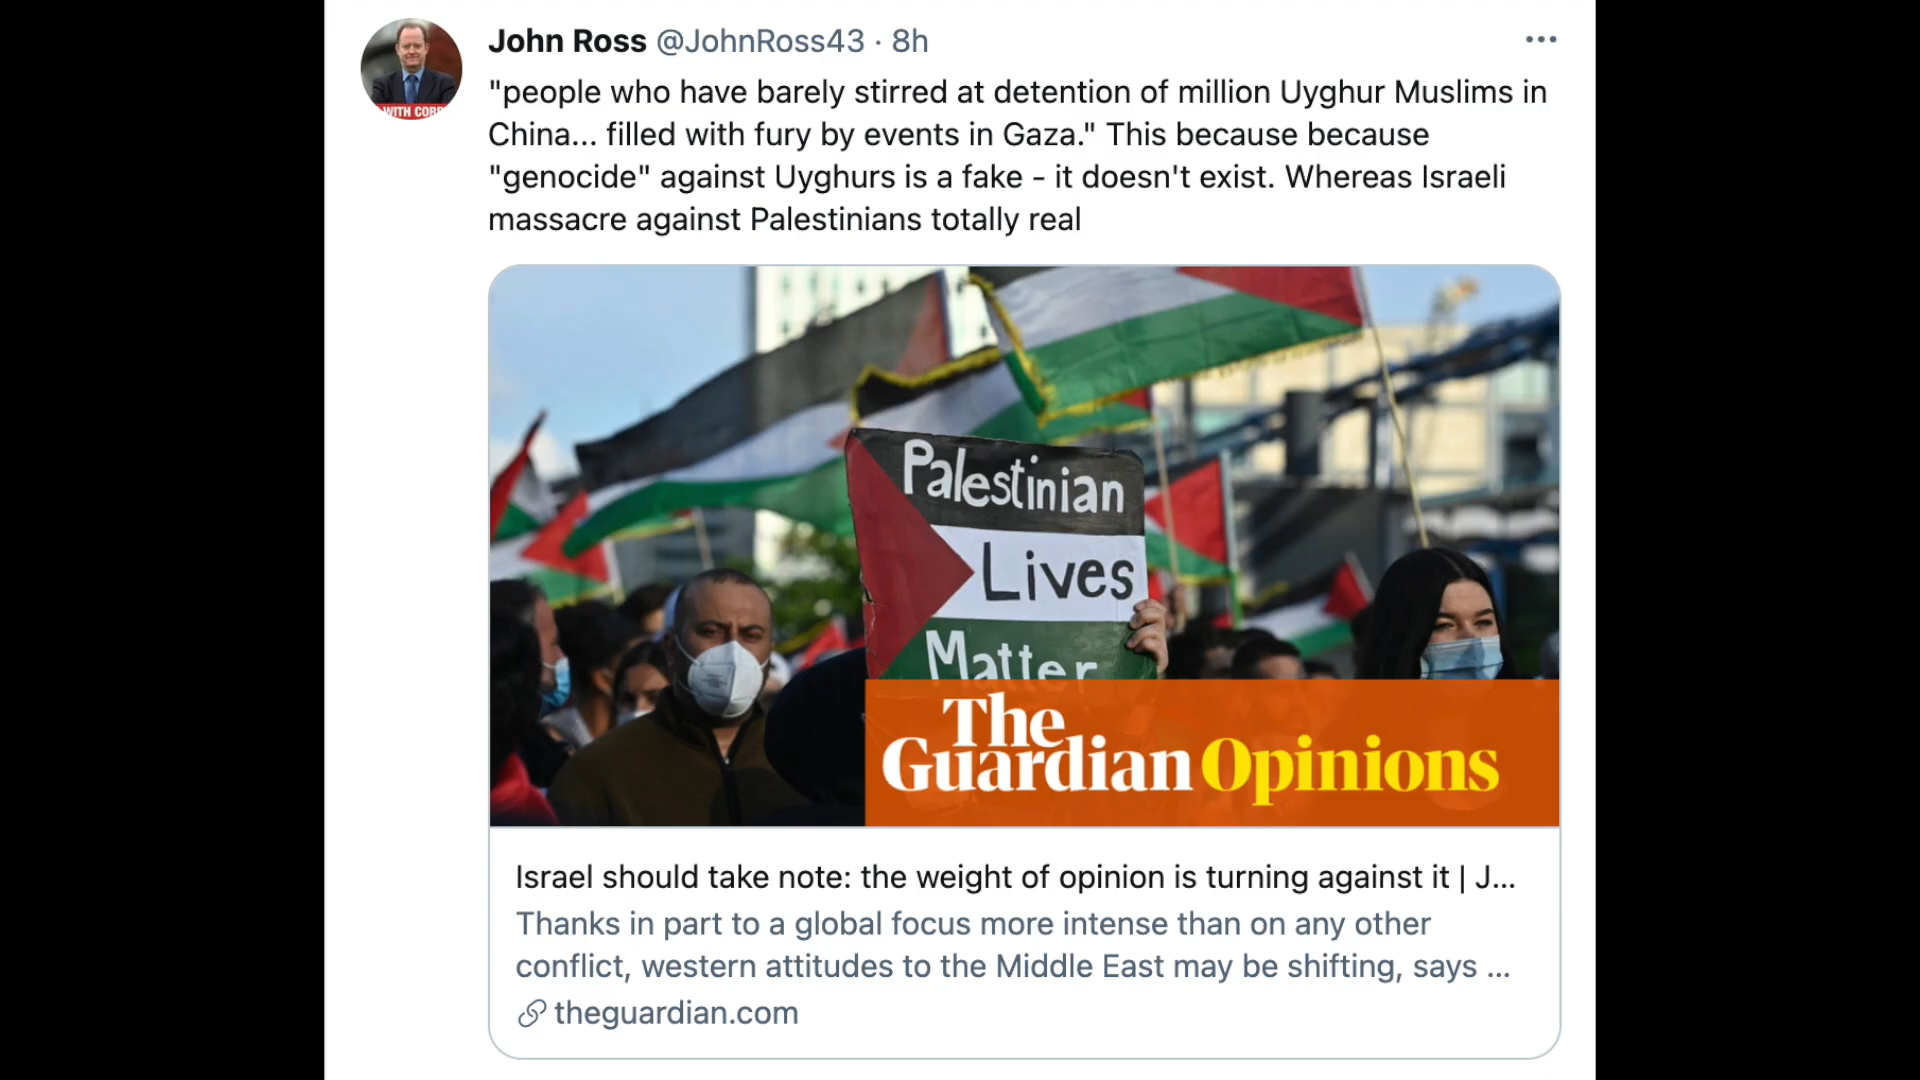 John Ross @JohnRoss43 · 8h
WITH COR
"people who have barely stirred at detention of million Uyghur Muslims in
China... filled with fury by events in Gaza." This because because
"genocide" against Uyghurs is a fake - it doesn't exist. Whereas Israeli
massacre against Palestinians totally real
Palestinian
Lives
Matter
The
Guardian Opinions
Israel should take note: the weight of opinion is turning against it | J...
Thanks in part to a global focus more intense than on any other
conflict, western attitudes to the Middle East may be shifting, says ...
theguardian.com